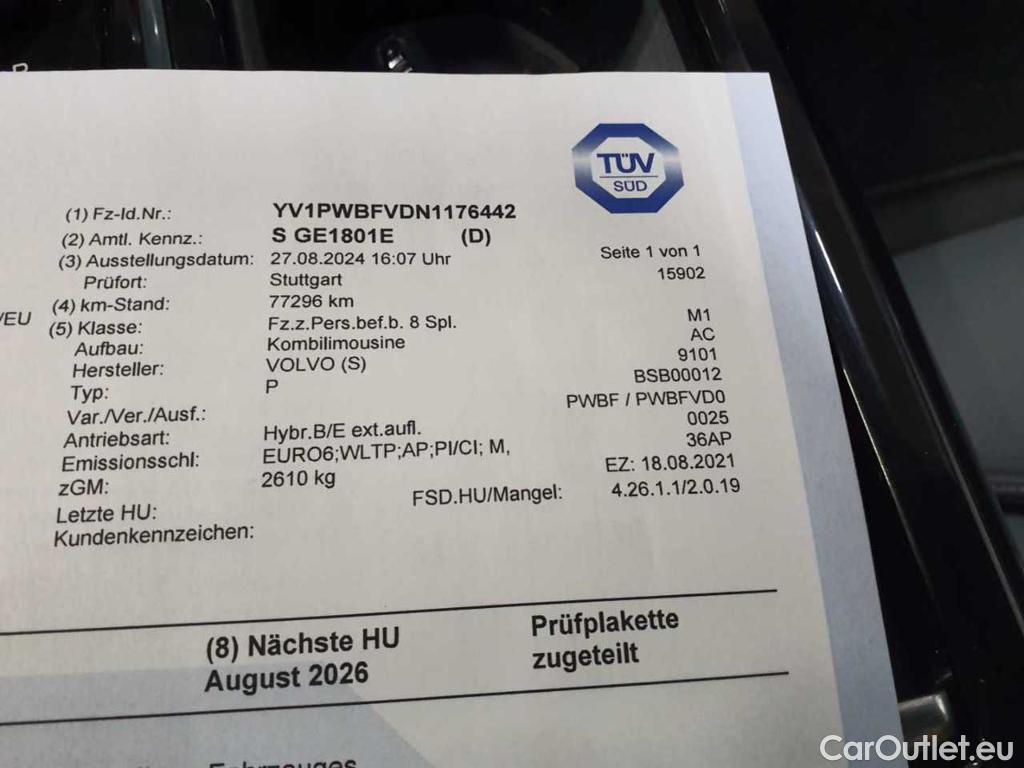 TÜV
SÜD
(1) Fz-Id.Nr.: YV1PWBFVDN1176442
(2) Amtl. Kennz.: S GE1801E (D)
(3) Ausstellungsdatum: 27.08.2024 16:07 Uhr Seite 1 von 1
Prüfort: Stuttgart 15902
(4) km-Stand: 77296 km
/EU (5) Klasse: Fz.z.Pers.bef.b. 8 Spl. M1
Aufbau: Kombilimousine AC
Hersteller: VOLVO (S) 9101
Typ: P BSB00012
Var./Ver./Ausf.: PWBF / PWBFVD0
Antriebsart: Hybr.B/E ext.aufl. 0025
Emissionsschl: EURO6;WLTP;AP;PI/CI; M, 36AP
zGM: 2610 kg EZ: 18.08.2021
Letzte HU: FSD.HU/Mangel: 4.26.1.1/2.0.19
Kundenkennzeichen:
(8) Nächste HU Prüfplakette
August 2026 zugeteilt
Fahrzeuges
CarOutlet.eu